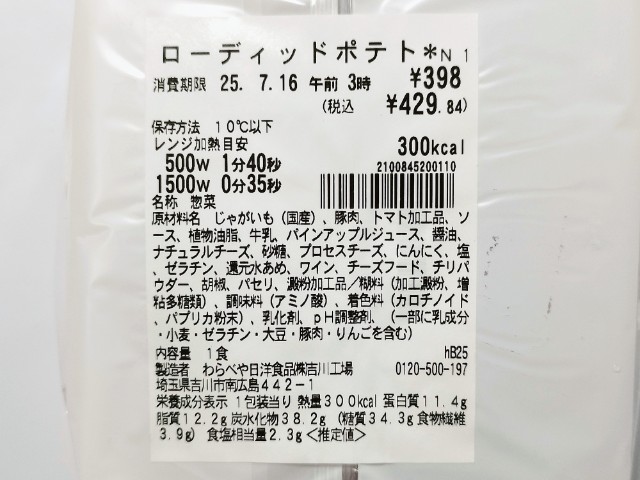 ローディッドポテト*N 1
消費期限 25. 7.16 午前 3時 ¥398
(税込 ¥429.84)
保存方法 10℃以下
レンジ加熱目安 300kcal
500W 1分40秒 2100845200110
1500W 0分35秒
名称 惣菜
原材料名 じゃがいも(国産)、豚肉、トマト加工品、ソ
ース、植物油脂、牛乳、パインアップルジュース、醤油、
ナチュラルチーズ、砂糖、プロセスチーズ、にんにく、塩
、ゼラチン、還元水あめ、ワイン、チーズフード、チリパ
ウダー、胡椒、パセリ、澱粉加工品/糊料(加工澱粉、増
粘多糖類)、調味料(アミノ酸)、着色料(カロチノイド
、パプリカ粉末)、乳化剤、pH調整剤、(一部に乳成分
・小麦・ゼラチン・大豆・豚肉・りんごを含む)
内容量 1食 hB25
製造者 わらべや日洋食品㈱吉川工場 0120-500-197
埼玉県吉川市南広島442-1
栄養成分表示 1包装当り 熱量300kcal 蛋白質11.4g
脂質12.2g 炭水化物38.2g (糖質34.3g 食物繊維
3.9g) 食塩相当量2.3g<推定値>